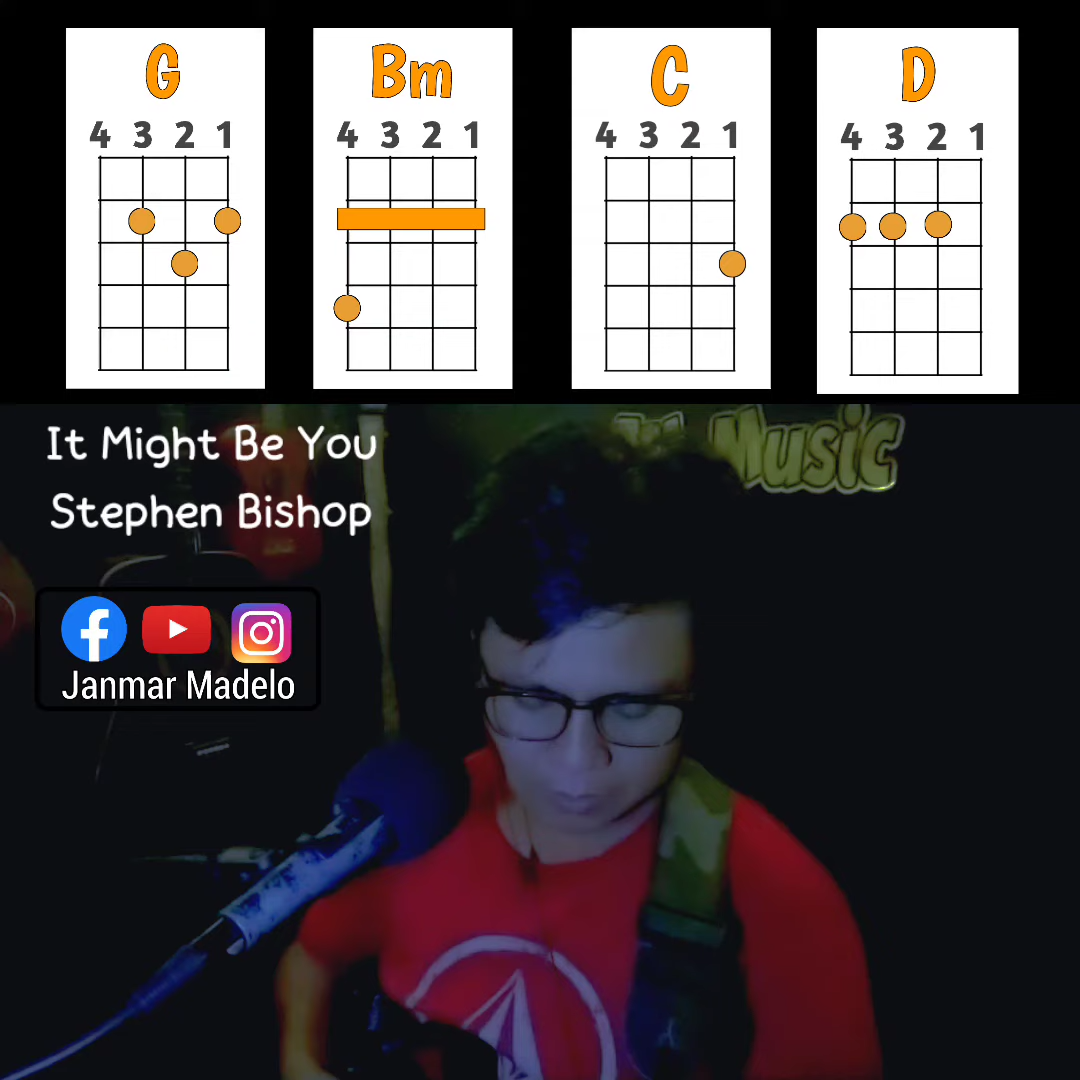 G Bm C D
4 3 2 1 4 3 2 1 4 3 2 1 4 3 2 1
Music
It Might Be You
Stephen Bishop
Janmar Madelo